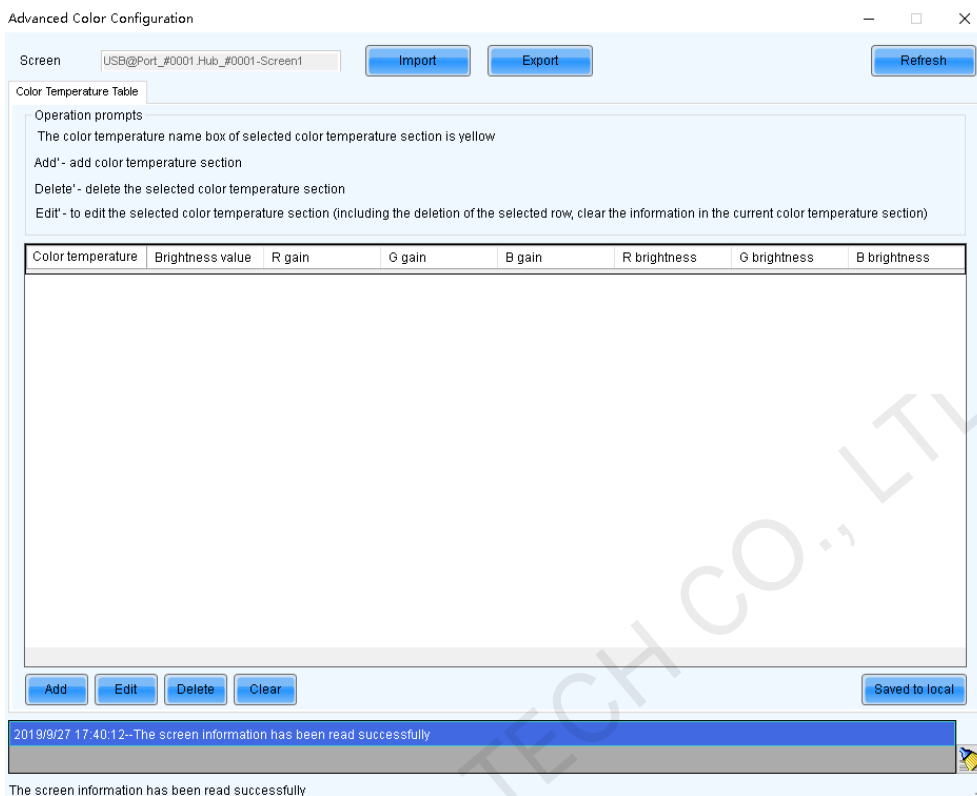 Advanced Color Configuration
Screen USB@Port_#0001.Hub_#0001-Screen1 Import Export Refresh
Color Temperature Table
Operation prompts
The color temperature name box of selected color temperature section is yellow
Add'- add color temperature section
Delete'- delete the selected color temperature section
Edit'- to edit the selected color temperature section (including the deletion of the selected row, clear the information in the current color temperature section)
Color temperature Brightness value R gain G gain B gain R brightness G brightness B brightness
Add Edit Delete Clear Saved to local
2019/9/27 17:40:12--The screen information has been read successfully
The screen information has been read successfully
TECH CO., LTD